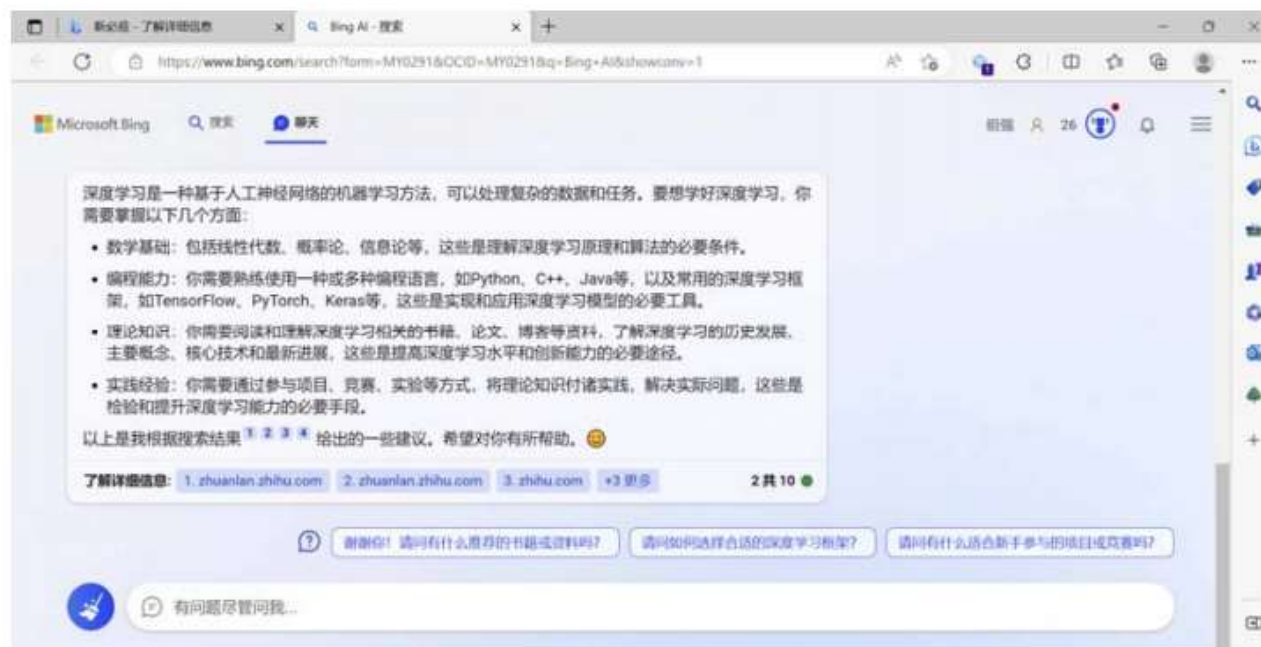 新必应 - 了解详细信息
Bing AI - 搜索
https://www.bing.com/search?form=MY0291&OCID=MY0291&q=Bing+AI&showconv=1
Microsoft Bing 搜索 聊天
26
深度学习是一种基于人工神经网络的机器学习方法，可以处理复杂的数据和任务。要想学好深度学习，你
需要掌握以下几个方面：
• 数学基础：包括线性代数、概率论、信息论等，这些是理解深度学习原理和算法的必要条件。
• 编程能力：你需要熟练使用一种或多种编程语言，如Python、C++、Java等，以及常用的深度学习框
架，如TensorFlow、PyTorch、Keras等，这些是实现和应用深度学习模型的必要工具。
• 理论知识：你需要阅读和理解深度学习相关的书籍、论文、博客等资料，了解深度学习的历史发展、
主要概念、核心技术和最新进展，这些是提高深度学习水平和创新能力的必要途径。
• 实践经验：你需要通过参与项目、竞赛、实验等方式，将理论知识付诸实践，解决实际问题，这些是
检验和提升深度学习能力的必要手段。
以上是我根据搜索结果 1 2 3 4 给出的一些建议。希望对你有所帮助。😊
了解详细信息: 1. zhuanlan.zhihu.com 2. zhuanlan.zhihu.com 3. zhihu.com +3 更多 2 共 10
谢谢你！请问有什么推荐的书籍或资料吗？ 请问如何选择合适的深度学习框架？ 请问有什么适合新手参与的项目或竞赛吗？
有问题尽管问我...